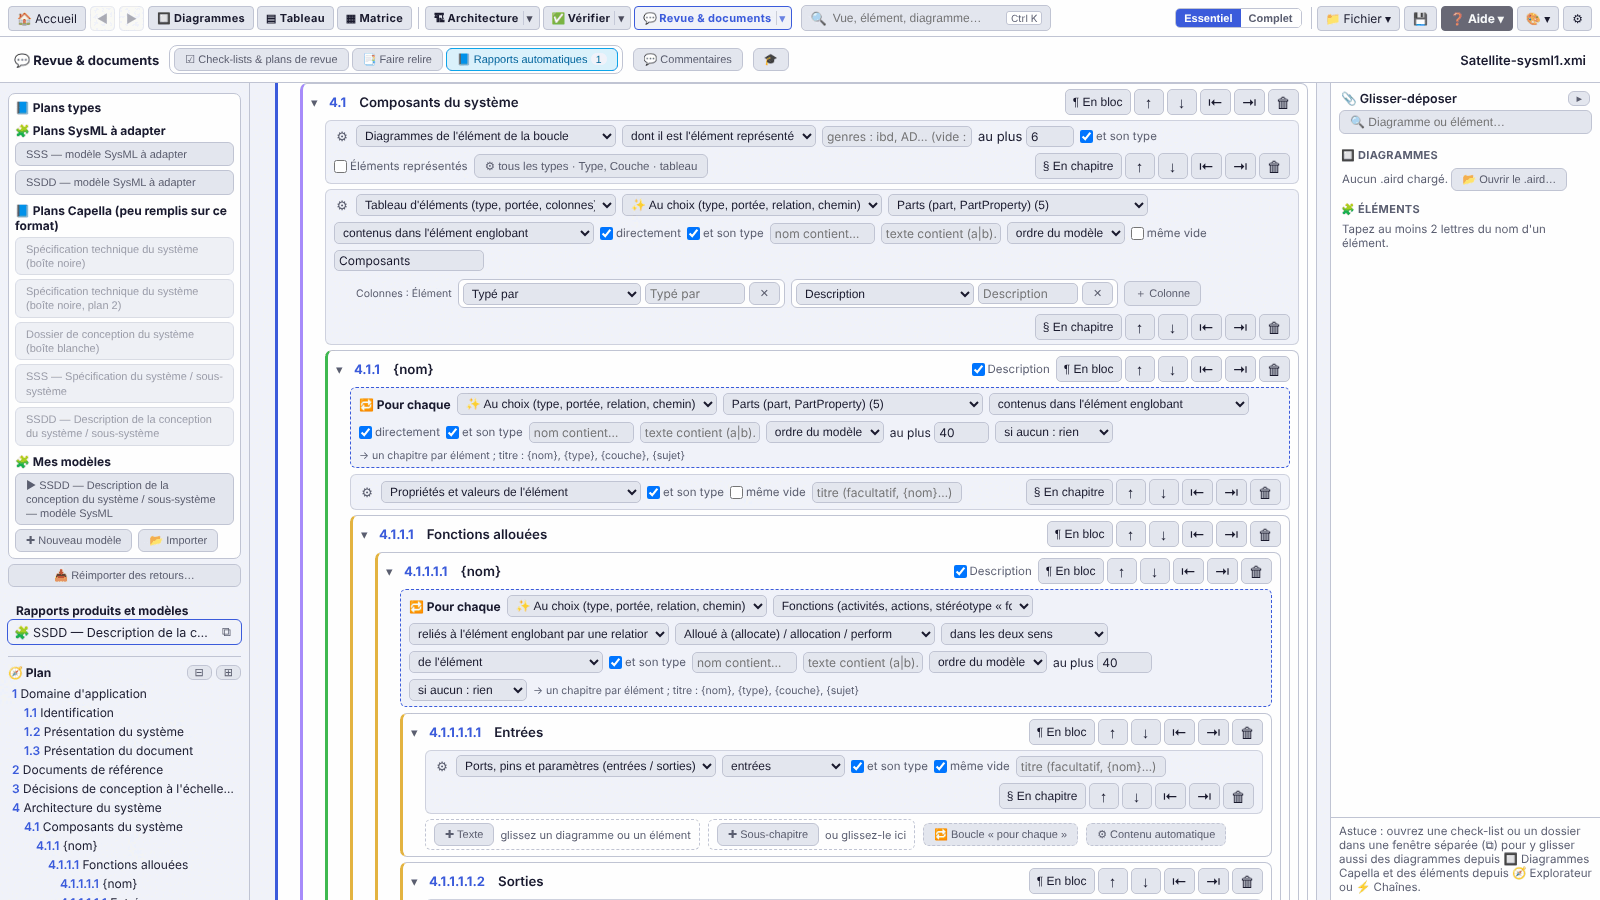 🏠 Accueil ◀ ▶ 🔲 Diagrammes ▤ Tableau ▦ Matrice 🏗 Architecture ▾ ✅ Vérifier ▾ 💬 Revue & documents ▾ 🔍 Vue, élément, diagramme… Ctrl K Essentiel Complet 📁 Fichier ▾ 💾 ❓ Aide ▾ 🎨 ▾ ⚙
💬 Revue & documents ☑ Check-lists & plans de revue 📑 Faire relire 📘 Rapports automatiques 1 💬 Commentaires 🎓 Satellite-sysml1.xmi
📘 Plans types
🧩 Plans SysML à adapter
SSS — modèle SysML à adapter
SSDD — modèle SysML à adapter
📘 Plans Capella (peu remplis sur ce
format)
Spécification technique du système
(boîte noire)
Spécification technique du système
(boîte noire, plan 2)
Dossier de conception du système
(boîte blanche)
SSS — Spécification du système / sous-
système
SSDD — Description de la conception
du système / sous-système
🧩 Mes modèles
▶ SSDD — Description de la
conception du système / sous-système
— modèle SysML
✚ Nouveau modèle 📂 Importer
📥 Réimporter des retours…
Rapports produits et modèles
🧩 SSDD — Description de la c... ⧉
🧭 Plan ⊟ ⊞
1 Domaine d'application
1.1 Identification
1.2 Présentation du système
1.3 Présentation du document
2 Documents de référence
3 Décisions de conception à l'échelle...
4 Architecture du système
4.1 Composants du système
4.1.1 {nom}
4.1.1.1 Fonctions allouées
4.1.1.1.1 {nom}
▾ 4.1 Composants du système ¶ En bloc ↑ ↓ ⇤ ⇥ 🗑
⚙ Diagrammes de l'élément de la boucle dont il est l'élément représenté genres : ibd, AD... (vide : au plus 6 et son type
Éléments représentés ⚙ tous les types · Type, Couche · tableau § En chapitre ↑ ↓ ⇤ ⇥ 🗑
⚙ Tableau d'éléments (type, portée, colonnes) ✨ Au choix (type, portée, relation, chemin) Parts (part, PartProperty) (5)
contenus dans l'élément englobant directement et son type nom contient... texte contient (a|b). ordre du modèle même vide
Composants
Colonnes : Élément Typé par Typé par ✕ Description Description ✕ + Colonne
§ En chapitre ↑ ↓ ⇤ ⇥ 🗑
▾ 4.1.1 {nom} Description ¶ En bloc ↑ ↓ ⇤ ⇥ 🗑
🔁 Pour chaque ✨ Au choix (type, portée, relation, chemin) Parts (part, PartProperty) (5) contenus dans l'élément englobant
directement et son type nom contient... texte contient (a|b). ordre du modèle au plus 40 si aucun : rien
→ un chapitre par élément ; titre : {nom}, {type}, {couche}, {sujet}
⚙ Propriétés et valeurs de l'élément et son type même vide titre (facultatif, {nom}...) § En chapitre ↑ ↓ ⇤ ⇥ 🗑
▾ 4.1.1.1 Fonctions allouées ¶ En bloc ↑ ↓ ⇤ ⇥ 🗑
▾ 4.1.1.1.1 {nom} Description ¶ En bloc ↑ ↓ ⇤ ⇥ 🗑
🔁 Pour chaque ✨ Au choix (type, portée, relation, chemin) Fonctions (activités, actions, stéréotype « fc
reliés à l'élément englobant par une relation Alloué à (allocate) / allocation / perform dans les deux sens
de l'élément et son type nom contient... texte contient (a|b). ordre du modèle au plus 40
si aucun : rien → un chapitre par élément ; titre : {nom}, {type}, {couche}, {sujet}
▾ 4.1.1.1.1.1 Entrées ¶ En bloc ↑ ↓ ⇤ ⇥ 🗑
⚙ Ports, pins et paramètres (entrées / sorties) entrées et son type même vide titre (facultatif, {nom}...)
§ En chapitre ↑ ↓ ⇤ ⇥ 🗑
✚ Texte glissez un diagramme ou un élément ✚ Sous-chapitre ou glissez-le ici 🔁 Boucle « pour chaque » ⚙ Contenu automatique
▾ 4.1.1.1.1.2 Sorties ¶ En bloc ↑ ↓ ⇤ ⇥ 🗑
📎 Glisser-déposer ▸
🔍 Diagramme ou élément…
🔲 DIAGRAMMES
Aucun .aird chargé. 📂 Ouvrir le .aird…
🧩 ÉLÉMENTS
Tapez au moins 2 lettres du nom d'un
élément.
Astuce : ouvrez une check-list ou un dossier
dans une fenêtre séparée (⧉) pour y glisser
aussi des diagrammes depuis 🔲 Diagrammes
Capella et des éléments depuis 🧭 Explorateur
ou ⚡ Chaînes.